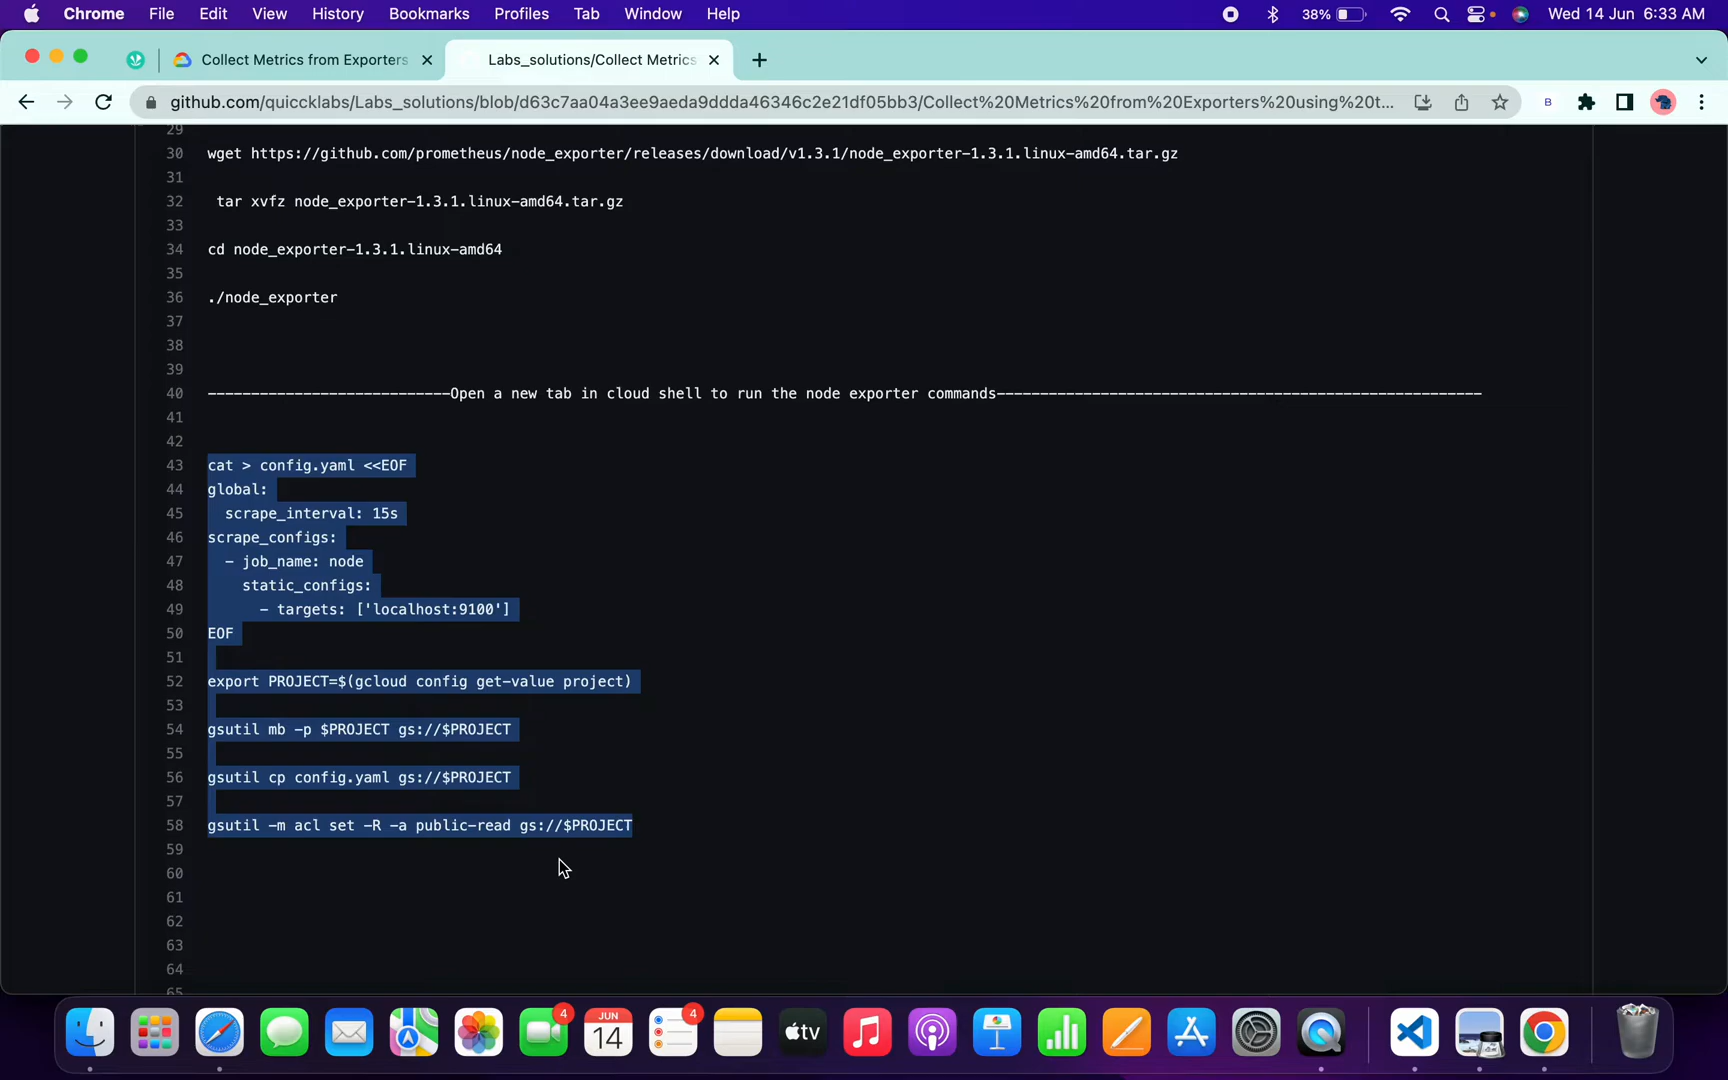 Chrome File Edit View History Bookmarks Profiles Tab Window Help 38% Wed 14 Jun 6:33 AM
Collect Metrics from Exporters Labs_solutions/Collect Metrics
github.com/quiccklabs/Labs_solutions/blob/d63c7aa04a3ee9aeda9ddda46346c2e21df05bb3/Collect%20Metrics%20from%20Exporters%20using%20t... B
29
30 wget https://github.com/prometheus/node_exporter/releases/download/v1.3.1/node_exporter-1.3.1.linux-amd64.tar.gz
31
32 tar xvfz node_exporter-1.3.1.linux-amd64.tar.gz
33
34 cd node_exporter-1.3.1.linux-amd64
35
36 ./node_exporter
37
38
39
40 ----------------------------Open a new tab in cloud shell to run the node exporter commands--------------------------------------------------------
41
42
43 cat > config.yaml <<EOF
44 global:
45 scrape_interval: 15s
46 scrape_configs:
47 - job_name: node
48 static_configs:
49 - targets: ['localhost:9100']
50 EOF
51
52 export PROJECT=$(gcloud config get-value project)
53
54 gsutil mb -p $PROJECT gs://$PROJECT
55
56 gsutil cp config.yaml gs://$PROJECT
57
58 gsutil -m acl set -R -a public-read gs://$PROJECT
59
60
61
62
63
64
65
4 JUN 14 4 tv